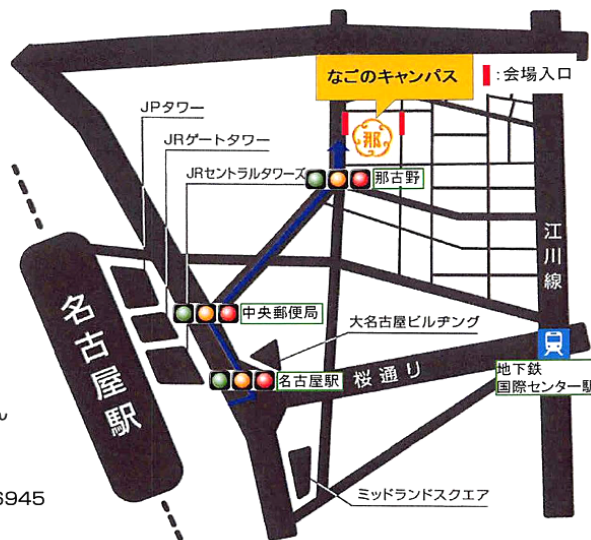 なごのキャンパス
:会場入口
那
JPタワー
JRゲートタワー
JRセントラルタワーズ
那古野
江川線
名古屋駅
中央郵便局
大名古屋ビルヂング
名古屋駅
桜通り
地下鉄
国際センター駅
ん
ミッドランドスクエア
6945